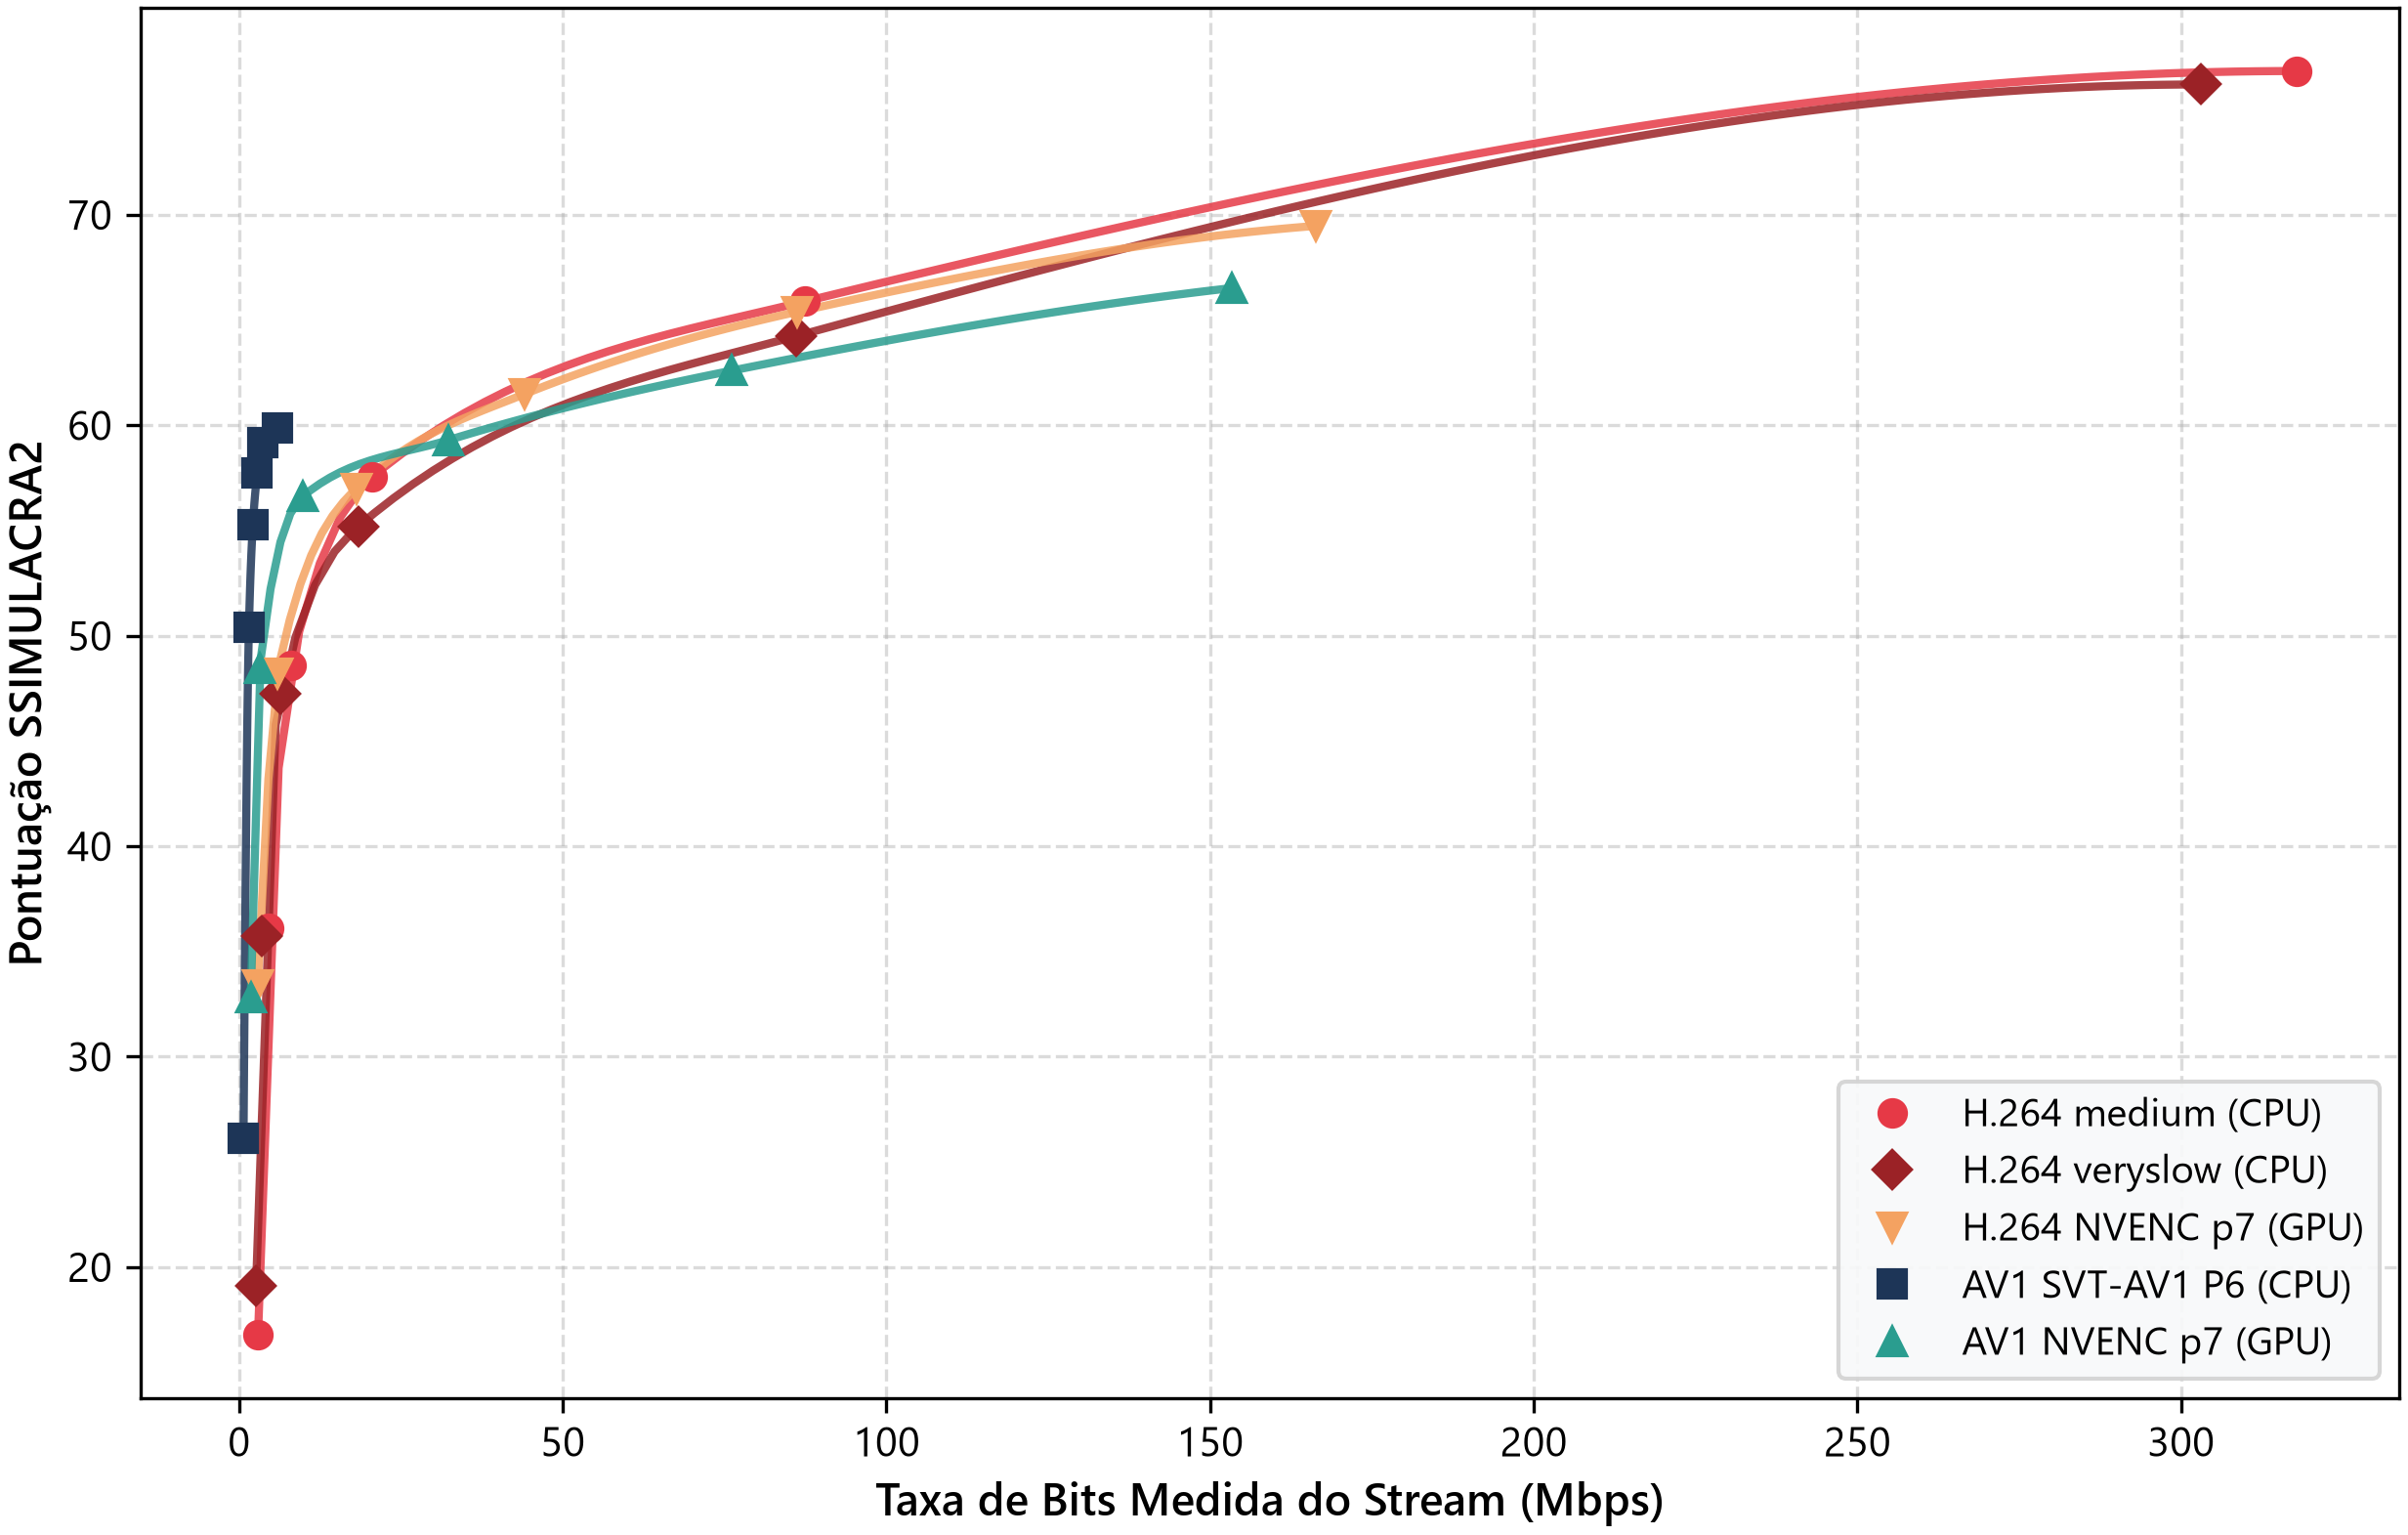 Pontuação SSIMULACRA2
70
60
50
40
30
20
0
50
100
150
200
250
300
Taxa de Bits Medida do Stream (Mbps)
H.264 medium (CPU)
H.264 veryslow (CPU)
H.264 NVENC p7 (GPU)
AV1 SVT-AV1 P6 (CPU)
AV1 NVENC p7 (GPU)